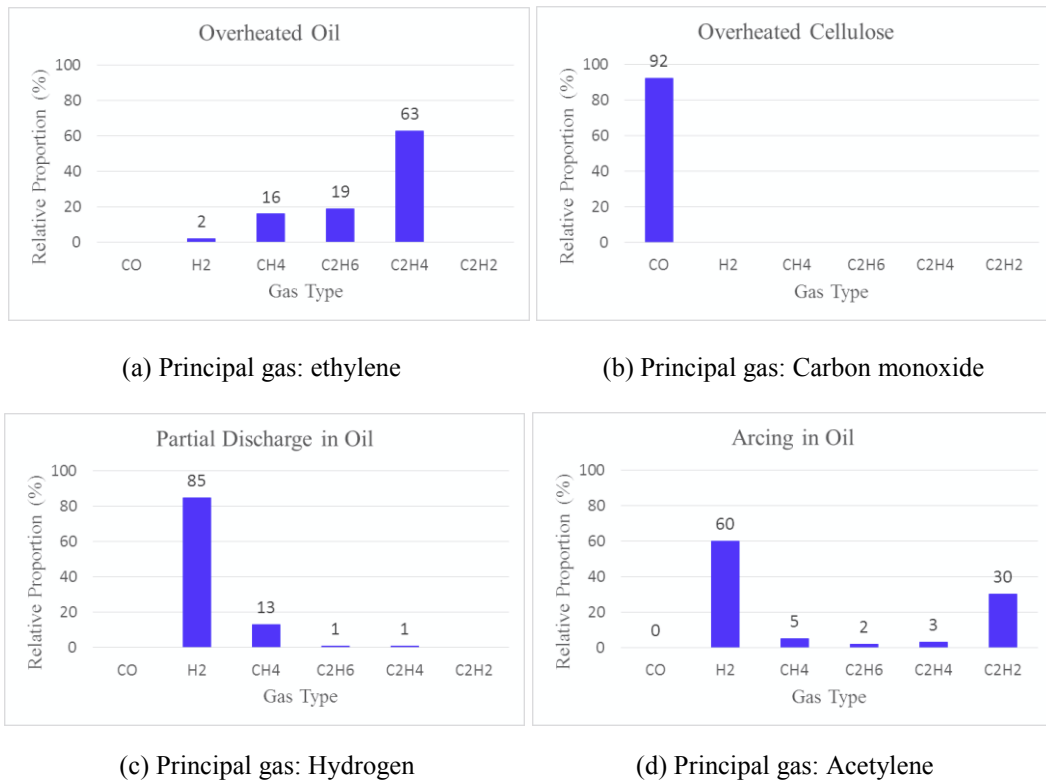 Overheated Oil
Relative Proportion (%)
100
80
60
40
20
0
2
16
19
63
CO H2 CH4 C2H6 C2H4 C2H2
Gas Type
(a) Principal gas: ethylene
Overheated Cellulose
Relative Proportion (%)
100
80
60
40
20
0
92
CO H2 CH4 C2H6 C2H4 C2H2
Gas Type
(b) Principal gas: Carbon monoxide
Partial Discharge in Oil
Relative Proportion (%)
100
80
60
40
20
0
85
13
1
1
CO H2 CH4 C2H6 C2H4 C2H2
Gas Type
(c) Principal gas: Hydrogen
Arcing in Oil
Relative Proportion (%)
100
80
60
40
20
0
0
60
5
2
3
30
CO H2 CH4 C2H6 C2H4 C2H2
Gas Type
(d) Principal gas: Acetylene